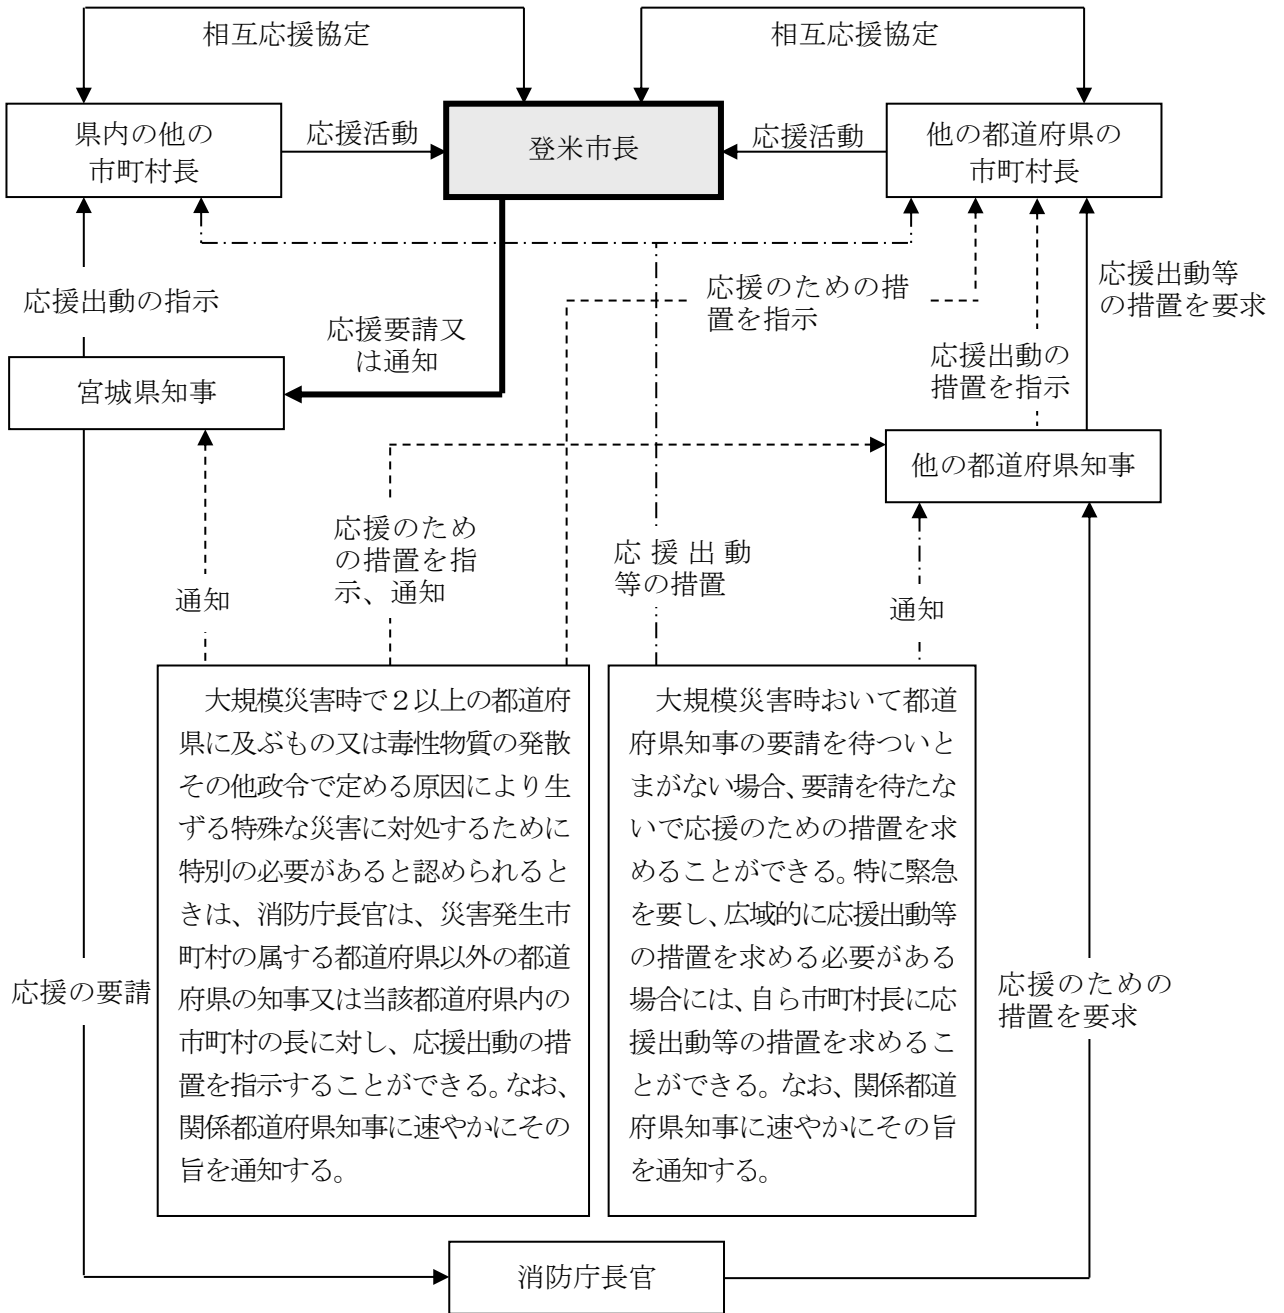 相互応援協定
相互応援協定
県内の他の
市町村長
応援活動
登米市長
応援活動
他の都道府県の
市町村長
応援出動の指示
応援要請又
は通知
応援のための措
置を指示
応援出動等
の措置を要求
応援出動の
措置を指示
宮城県知事
他の都道府県知事
通知
応援のため
の措置を指
示、通知
応援出動
等の措置
通知
大規模災害時で２以上の都道府
県に及ぶもの又は毒性物質の発散
その他政令で定める原因により生
ずる特殊な災害に対処するために
特別の必要があると認められると
きは、消防庁長官は、災害発生市
町村の属する都道府県以外の都道
府県の知事又は当該都道府県内の
市町村の長に対し、応援出動の措
置を指示することができる。なお、
関係都道府県知事に速やかにその
旨を通知する。
大規模災害時おいて都道
府県知事の要請を待ついと
まがない場合、要請を待たな
いで応援のための措置を求
めることができる。特に緊急
を要し、広域的に応援出動等
の措置を求める必要がある
場合には、自ら市町村長に応
援出動等の措置を求めるこ
とができる。なお、関係都道
府県知事に速やかにその旨
を通知する。
応援の要請
応援のための
措置を要求
消防庁長官